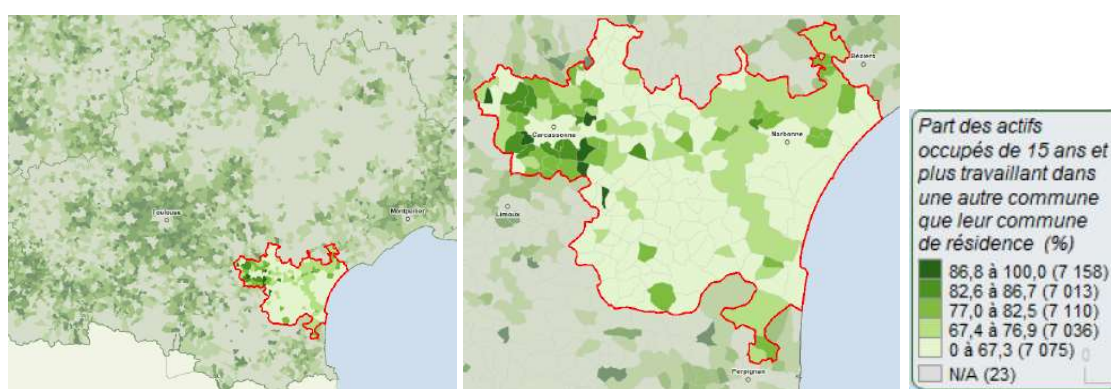 Toulouse
Montpellier
Béziers
Carcassonne
Narbonne
Limoux
Perpignan
Part des actifs
occupés de 15 ans et
plus travaillant dans
une autre commune
que leur commune
de résidence (%)
86,8 à 100,0 (7 158)
82,6 à 86,7 (7 013)
77,0 à 82,5 (7 110)
67,4 à 76,9 (7 036)
0 à 67,3 (7 075)
0
N/A (23)